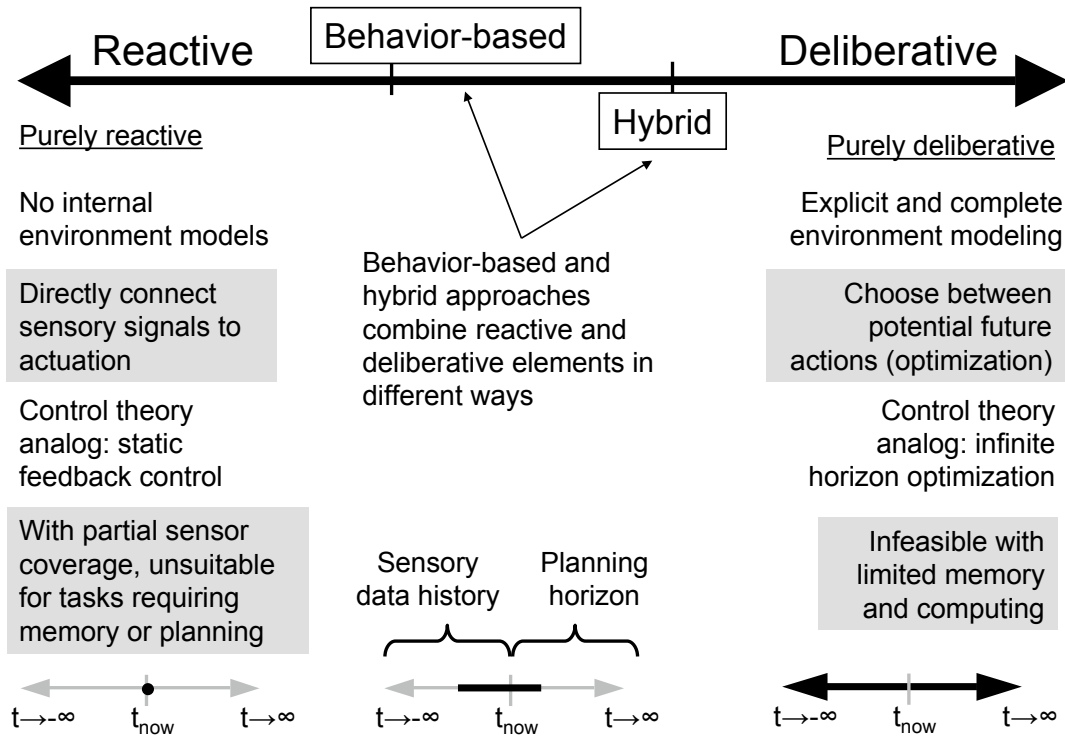 Reactive
Behavior-based
Deliberative
Hybrid
Purely reactive
No internal
environment models
Directly connect
sensory signals to
actuation
Control theory
analog: static
feedback control
With partial sensor
coverage, unsuitable
for tasks requiring
memory or planning
t→-∞
tnow
t→∞
Behavior-based and
hybrid approaches
combine reactive and
deliberative elements in
different ways
Sensory
data history
Planning
horizon
t→-∞
tnow
t→∞
Purely deliberative
Explicit and complete
environment modeling
Choose between
potential future
actions (optimization)
Control theory
analog: infinite
horizon optimization
Infeasible with
limited memory
and computing
t→-∞
tnow
t→∞